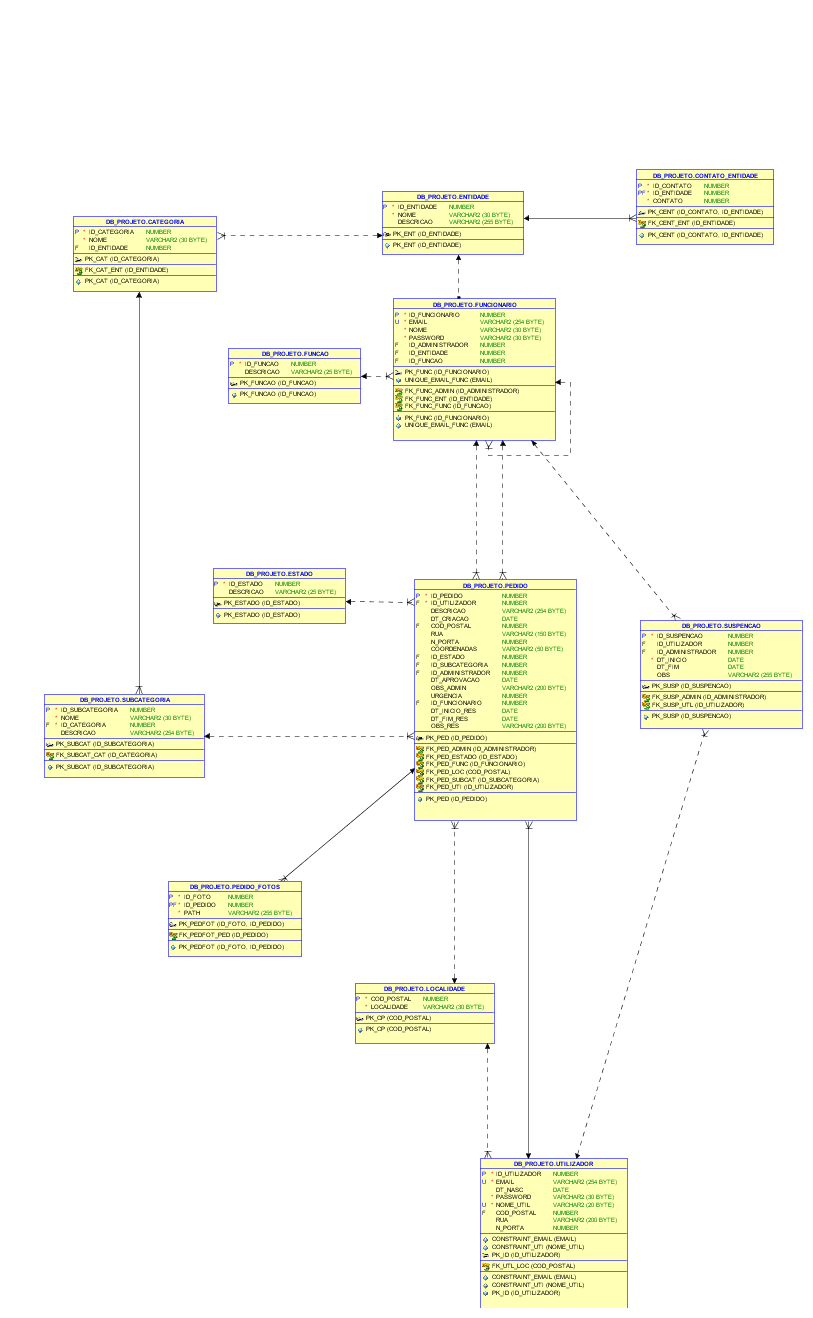 DB_PROJETO.CONTATO_ENTIDADE
P * ID_CONTATO NUMBER
PF * ID_ENTIDADE NUMBER
* CONTATO NUMBER
PK_CENT (ID_CONTATO, ID_ENTIDADE)
FK_CENT_ENT (ID_ENTIDADE)
PK_CENT (ID_CONTATO, ID_ENTIDADE)
DB_PROJETO.ENTIDADE
P * ID_ENTIDADE NUMBER
* NOME VARCHAR2 (30 BYTE)
DESCRICAO VARCHAR2 (255 BYTE)
PK_ENT (ID_ENTIDADE)
PK_ENT (ID_ENTIDADE)
DB_PROJETO.CATEGORIA
P * ID_CATEGORIA NUMBER
* NOME VARCHAR2 (30 BYTE)
F ID_ENTIDADE NUMBER
PK_CAT (ID_CATEGORIA)
FK_CAT_ENT (ID_ENTIDADE)
PK_CAT (ID_CATEGORIA)
DB_PROJETO.FUNCIONARIO
P * ID_FUNCIONARIO NUMBER
U * EMAIL VARCHAR2 (254 BYTE)
* NOME VARCHAR2 (30 BYTE)
* PASSWORD VARCHAR2 (30 BYTE)
F ID_ADMINISTRADOR NUMBER
F ID_ENTIDADE NUMBER
F ID_FUNCAO NUMBER
PK_FUNC (ID_FUNCIONARIO)
UNIQUE_EMAIL_FUNC (EMAIL)
FK_FUNC_ADMIN (ID_ADMINISTRADOR)
FK_FUNC_ENT (ID_ENTIDADE)
FK_FUNC_FUNC (ID_FUNCAO)
PK_FUNC (ID_FUNCIONARIO)
UNIQUE_EMAIL_FUNC (EMAIL)
DB_PROJETO.FUNCAO
P * ID_FUNCAO NUMBER
DESCRICAO VARCHAR2 (25 BYTE)
PK_FUNCAO (ID_FUNCAO)
PK_FUNCAO (ID_FUNCAO)
DB_PROJETO.ESTADO
P * ID_ESTADO NUMBER
DESCRICAO VARCHAR2 (25 BYTE)
PK_ESTADO (ID_ESTADO)
PK_ESTADO (ID_ESTADO)
DB_PROJETO.PEDIDO
P * ID_PEDIDO NUMBER
F * ID_UTILIZADOR NUMBER
DESCRICAO VARCHAR2 (254 BYTE)
DT_CRIACAO DATE
F COD_POSTAL NUMBER
RUA VARCHAR2 (150 BYTE)
N_PORTA NUMBER
COORDENADAS VARCHAR2 (50 BYTE)
F ID_ESTADO NUMBER
F ID_SUBCATEGORIA NUMBER
F ID_ADMINISTRADOR NUMBER
DT_APROVACAO DATE
OBS_ADMIN VARCHAR2 (200 BYTE)
URGÊNCIA NUMBER
F ID_FUNCIONARIO NUMBER
DT_INICIO_RES DATE
DT_FIM_RES DATE
OBS_RES VARCHAR2 (200 BYTE)
PK_PED (ID_PEDIDO)
FK_PED_ADMIN (ID_ADMINISTRADOR)
FK_PED_ESTADO (ID_ESTADO)
FK_PED_FUNC (ID_FUNCIONARIO)
FK_PED_LOC (COD_POSTAL)
FK_PED_SUBCAT (ID_SUBCATEGORIA)
FK_PED_UTI (ID_UTILIZADOR)
PK_PED (ID_PEDIDO)
DB_PROJETO.SUSPENCAO
P * ID_SUSPENCAO NUMBER
F ID_UTILIZADOR NUMBER
F ID_ADMINISTRADOR NUMBER
* DT_INICIO DATE
DT_FIM DATE
OBS VARCHAR2 (255 BYTE)
PK_SUSP (ID_SUSPENCAO)
FK_SUSP_ADMIN (ID_ADMINISTRADOR)
FK_SUSP_UTL (ID_UTILIZADOR)
PK_SUSP (ID_SUSPENCAO)
DB_PROJETO.SUBCATEGORIA
P * ID_SUBCATEGORIA NUMBER
* NOME VARCHAR2 (30 BYTE)
F * ID_CATEGORIA NUMBER
DESCRICAO VARCHAR2 (254 BYTE)
PK_SUBCAT (ID_SUBCATEGORIA)
FK_SUBCAT_CAT (ID_CATEGORIA)
PK_SUBCAT (ID_SUBCATEGORIA)
DB_PROJETO.PEDIDO_FOTOS
P * ID_FOTO NUMBER
PF * ID_PEDIDO NUMBER
* PATH VARCHAR2 (255 BYTE)
PK_PEDFOT (ID_FOTO, ID_PEDIDO)
FK_PEDFOT_PED (ID_PEDIDO)
PK_PEDFOT (ID_FOTO, ID_PEDIDO)
DB_PROJETO.LOCALIDADE
P * COD_POSTAL NUMBER
* LOCALIDADE VARCHAR2 (30 BYTE)
PK_CP (COD_POSTAL)
PK_CP (COD_POSTAL)
DB_PROJETO.UTILIZADOR
P * ID_UTILIZADOR NUMBER
U * EMAIL VARCHAR2 (254 BYTE)
DT_NASC DATE
* PASSWORD VARCHAR2 (30 BYTE)
U * NOME_UTIL VARCHAR2 (20 BYTE)
F COD_POSTAL NUMBER
RUA VARCHAR2 (200 BYTE)
N_PORTA NUMBER
CONSTRAINT_EMAIL (EMAIL)
CONSTRAINT_UTI (NOME_UTIL)
PK_ID (ID_UTILIZADOR)
FK_UTL_LOC (COD_POSTAL)
CONSTRAINT_EMAIL (EMAIL)
CONSTRAINT_UTI (NOME_UTIL)
PK_ID (ID_UTILIZADOR)